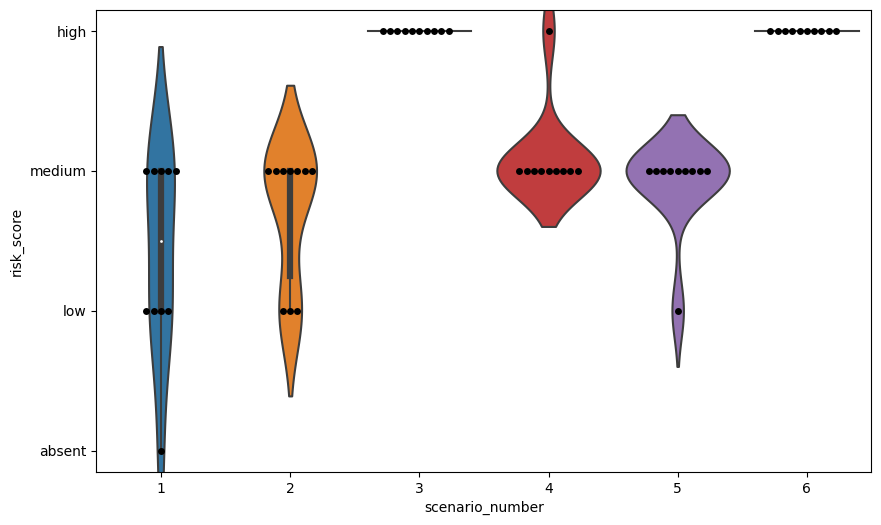 high
medium
low
absent
risk_score
1 2 3 4 5 6
scenario_number